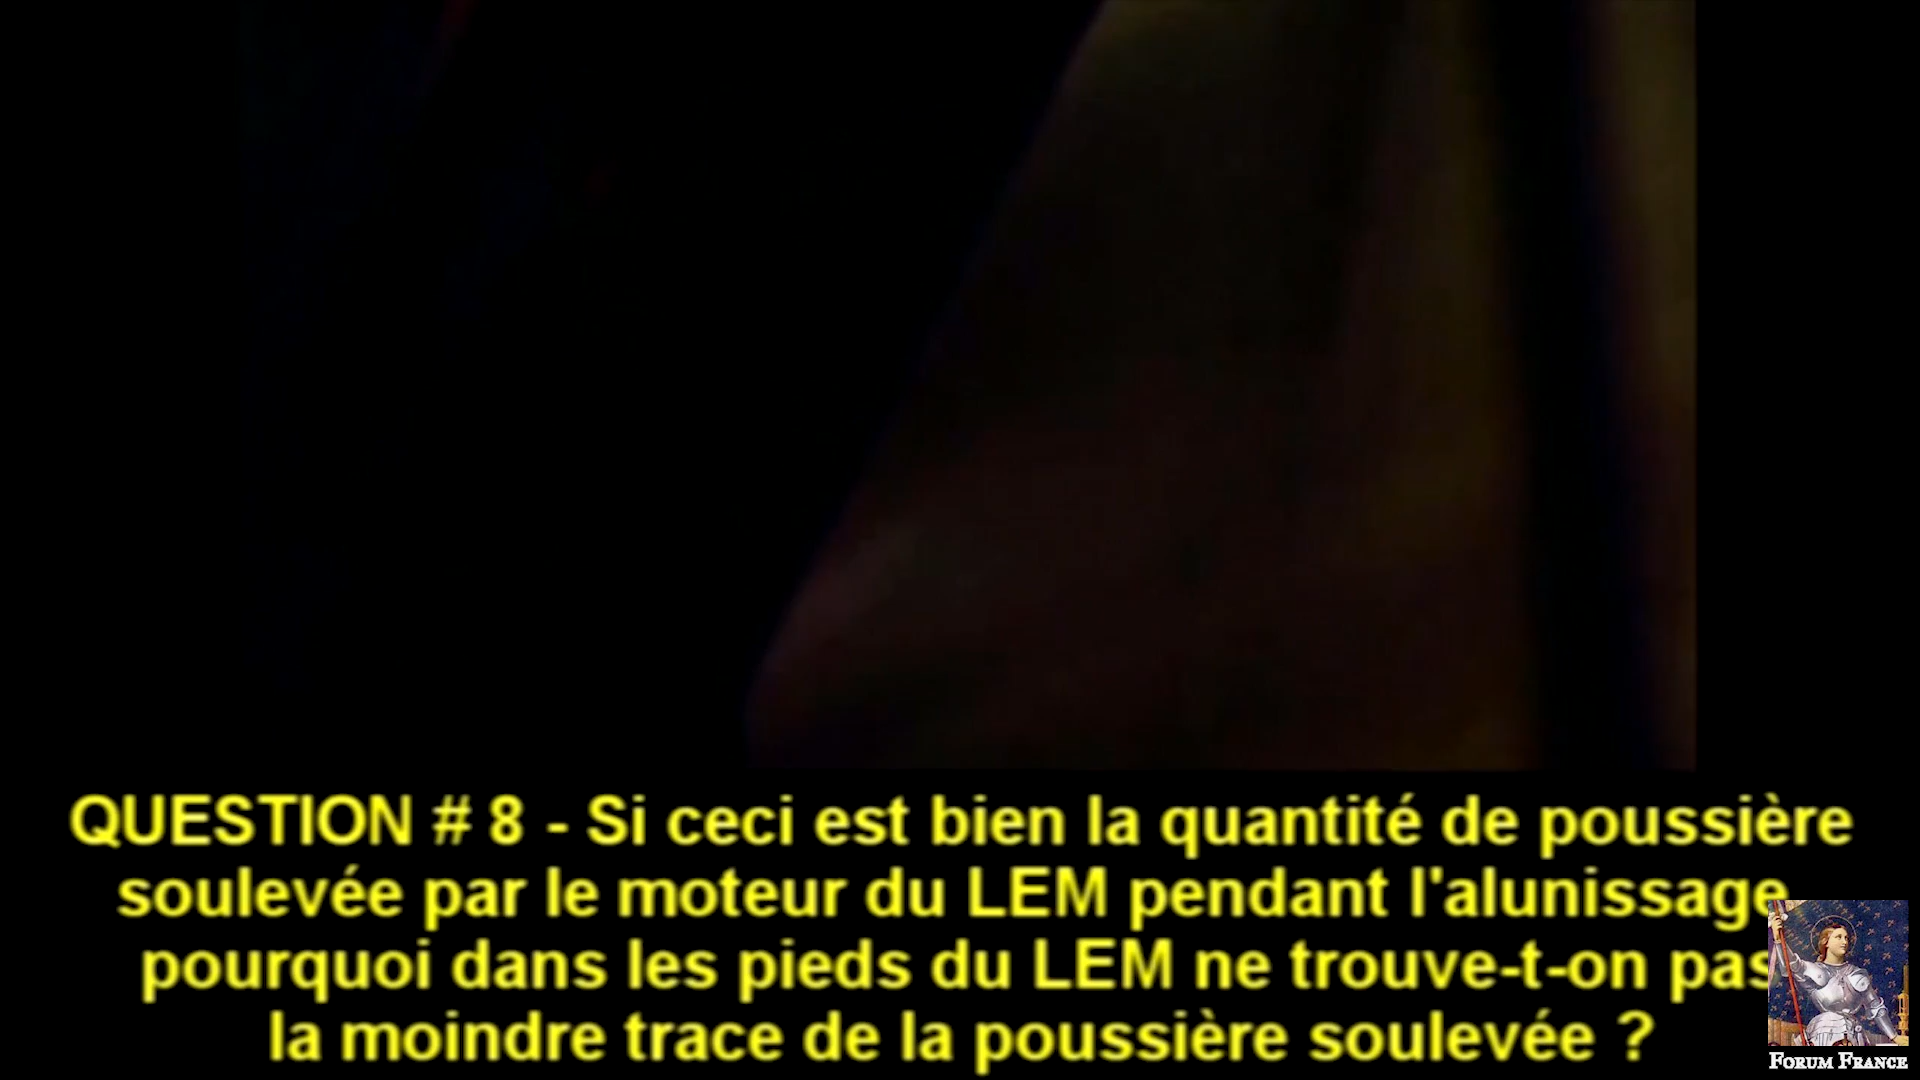 QUESTION # 8 - Si ceci est bien la quantité de poussière
soulevée par le moteur du LEM pendant l'alunissage
pourquoi dans les pieds du LEM ne trouve-t-on pas
la moindre trace de la poussière soulevée ?
FORUM FRANCE